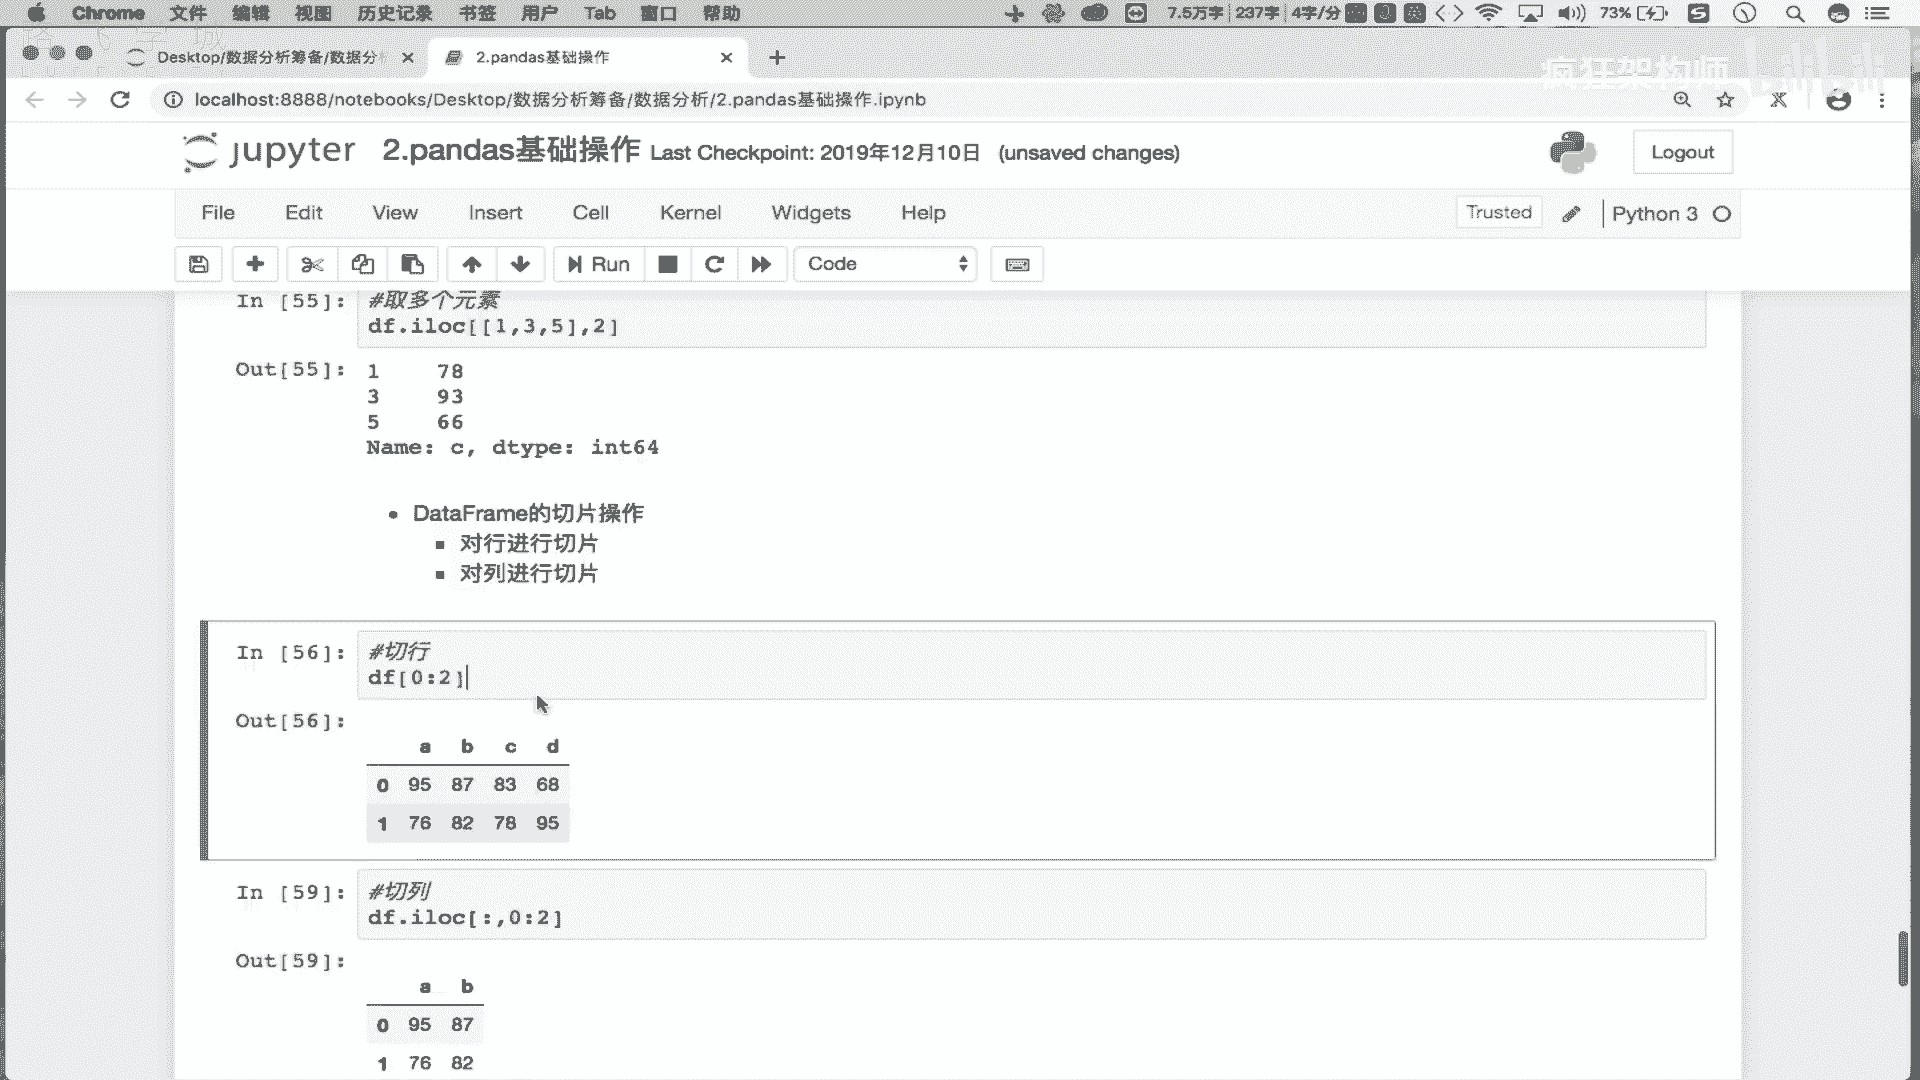 Chrome 文件 编辑 视图 历史记录 书签 用户 Tab 窗口 帮助 7.5万字 237字 4字/分 73%
Desktop/数据分析筹备/数据分析
2.pandas基础操作
疯狂架构师 bilibili
localhost:8888/notebooks/Desktop/数据分析筹备/数据分析/2.pandas基础操作.ipynb
jupyter 2.pandas基础操作 Last Checkpoint: 2019年12月10日 (unsaved changes)
Logout
File Edit View Insert Cell Kernel Widgets Help
Trusted Python 3
Run Code
In [55]: #取多个元素
df.iloc[[1,3,5],2]
Out[55]: 1 78
3 93
5 66
Name: c, dtype: int64
DataFrame的切片操作
对行进行切片
对列进行切片
In [56]: #切行
df[0:2]
Out[56]:
a b c d
0 95 87 83 68
1 76 82 78 95
In [59]: #切列
df.iloc[:,0:2]
Out[59]:
a b
0 95 87
1 76 82